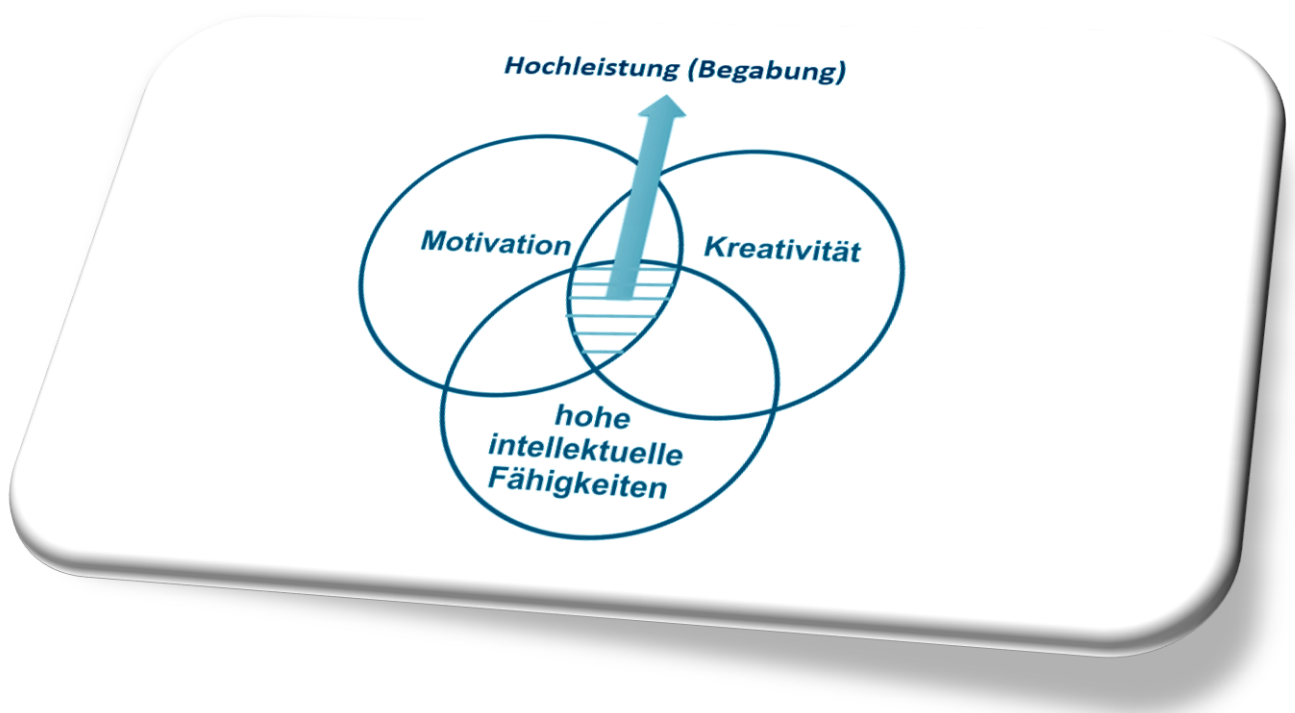 Hochleistung (Begabung)
Motivation
Kreativität
hohe
intellektuelle
Fähigkeiten